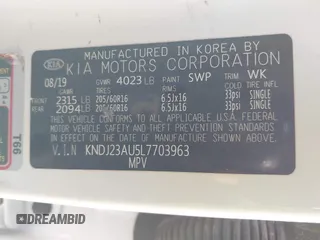 MANUFACTURED IN KOREA BY
KIA KIA MOTORS CORPORATION
08/19 GVWR 4023 LB PAINT SWP TRIM WK
GAWR TIRES RIMS COLD TIRE
FRONT 2315 LB 205/60R16 6.5Jx16 33psi SINGLE
REAR 2094 LB 205/60R16 6.5Jx16 33psi SINGLE
THIS VEHICLE CONFORMS TO ALL APPLICABLE U.S.A. FEDERAL
MOTOR VEHICLE SAFETY, BUMPER AND THEFT PREVENTION STANDARDS
IN EFFECT ON THE DATE OF MANUFACTURE SHOWN ABOVE.
V.I.N KNDJ23AU5L7703963
MPV
T66
DREAMBID